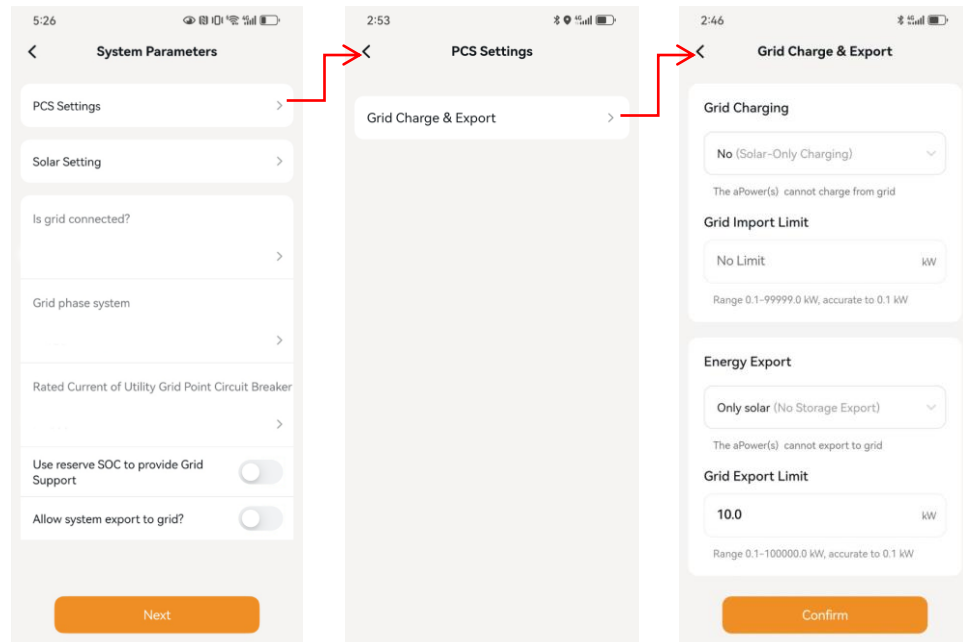 5:26
System Parameters
PCS Settings
Solar Setting
Is grid connected?
Grid phase system
Rated Current of Utility Grid Point Circuit Breaker
Use reserve SOC to provide Grid
Support
Allow system export to grid?
Next
2:53
PCS Settings
Grid Charge & Export
2:46
Grid Charge & Export
Grid Charging
No (Solar-Only Charging)
The aPower(s) cannot charge from grid
Grid Import Limit
No Limit kW
Range 0.1-99999.0 kW, accurate to 0.1 kW
Energy Export
Only solar (No Storage Export)
The aPower(s) cannot export to grid
Grid Export Limit
10.0 kW
Range 0.1-100000.0 kW, accurate to 0.1 kW
Confirm